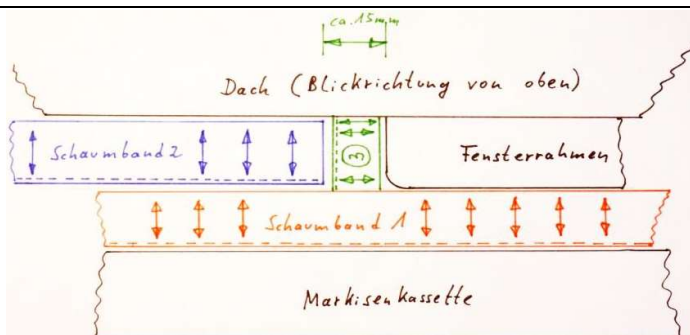 ca. 15mm
Dach (Blickrichtung von oben)
Schaumband 2
3
Fensterrahmen
Schaumband 1
Markisenkassette